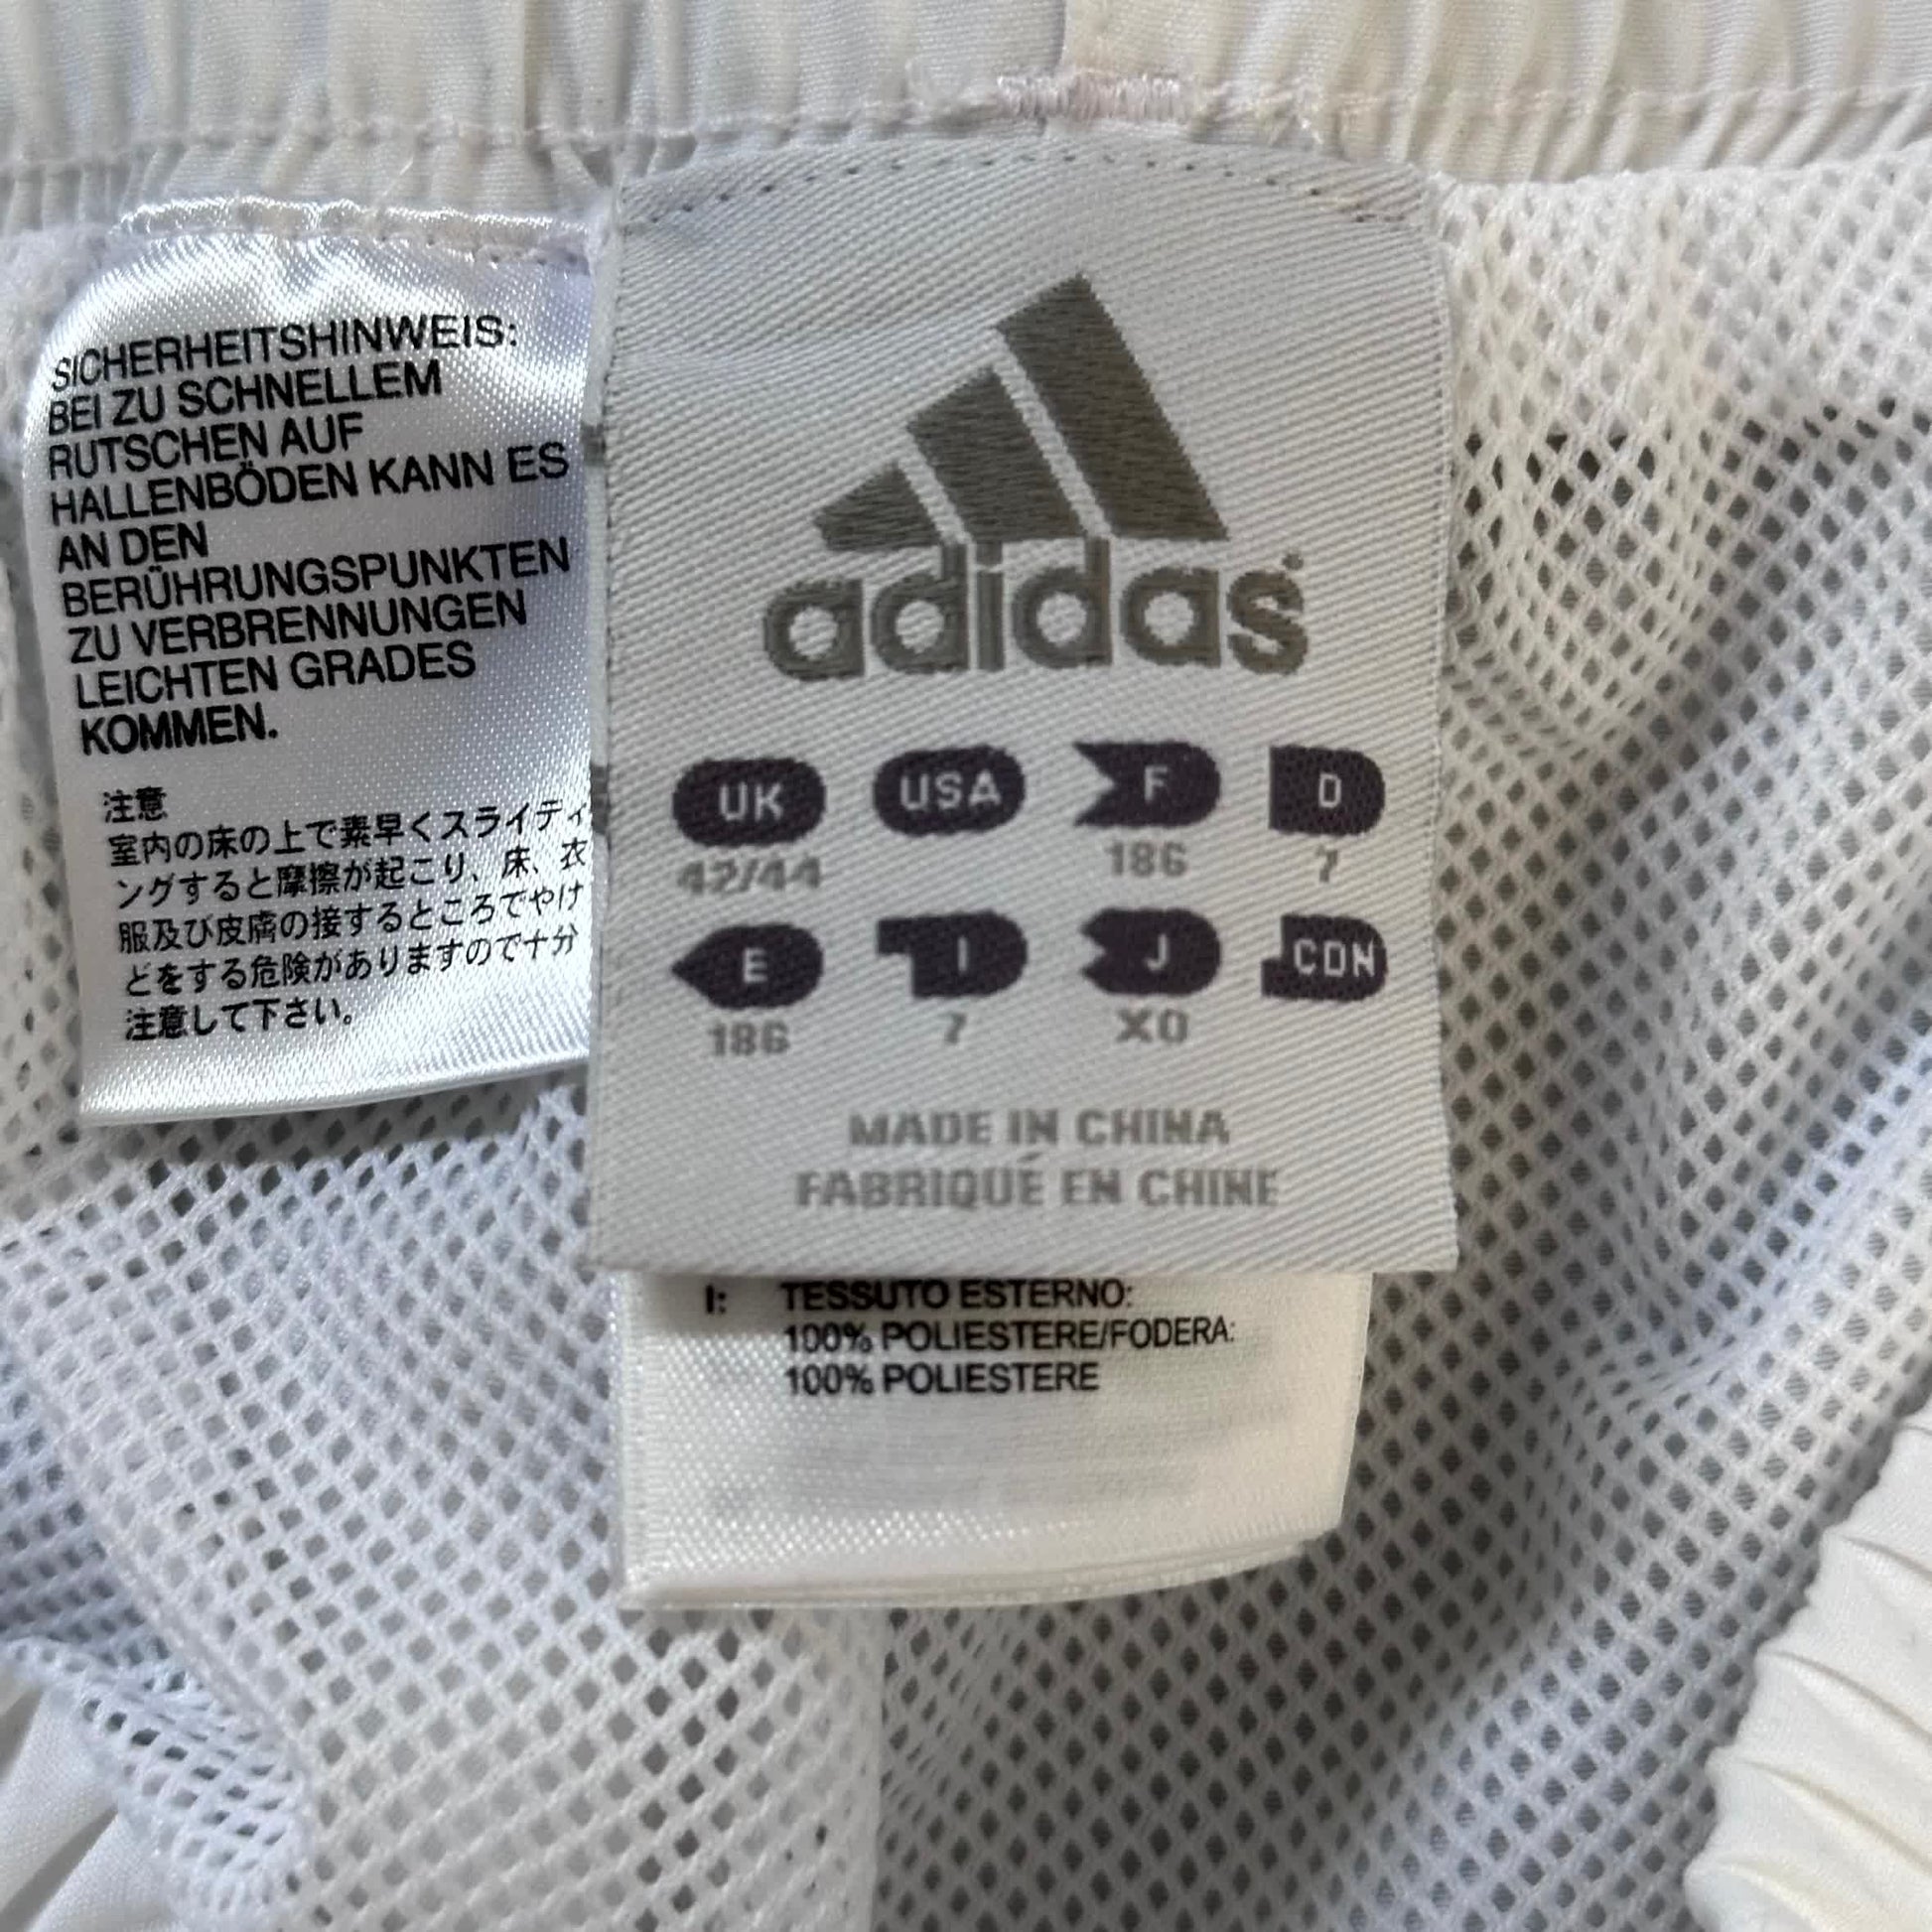 SICHERHEITSHINWEIS:
BEI ZU SCHNELLEM
RUTSCHEN AUF
HALLENBÖDEN KANN ES
AN DEN
BERÜHRUNGSPUNKTEN
ZU VERBRENNUNGEN
LEICHTEN GRADES
KOMMEN.
注意
室内の床の上で素早くスライディ
ングすると摩擦が起こり、床、衣
服及び皮膚の接するところでやけ
どをする危険がありますので十分
注意して下さい。
adidas
UK USA F D
42/44 186 7
E I J CDN
186 7 XO
MADE IN CHINA
FABRIQUÉ EN CHINE
I: TESSUTO ESTERNO:
100% POLIESTERE/FODERA:
100% POLIESTERE